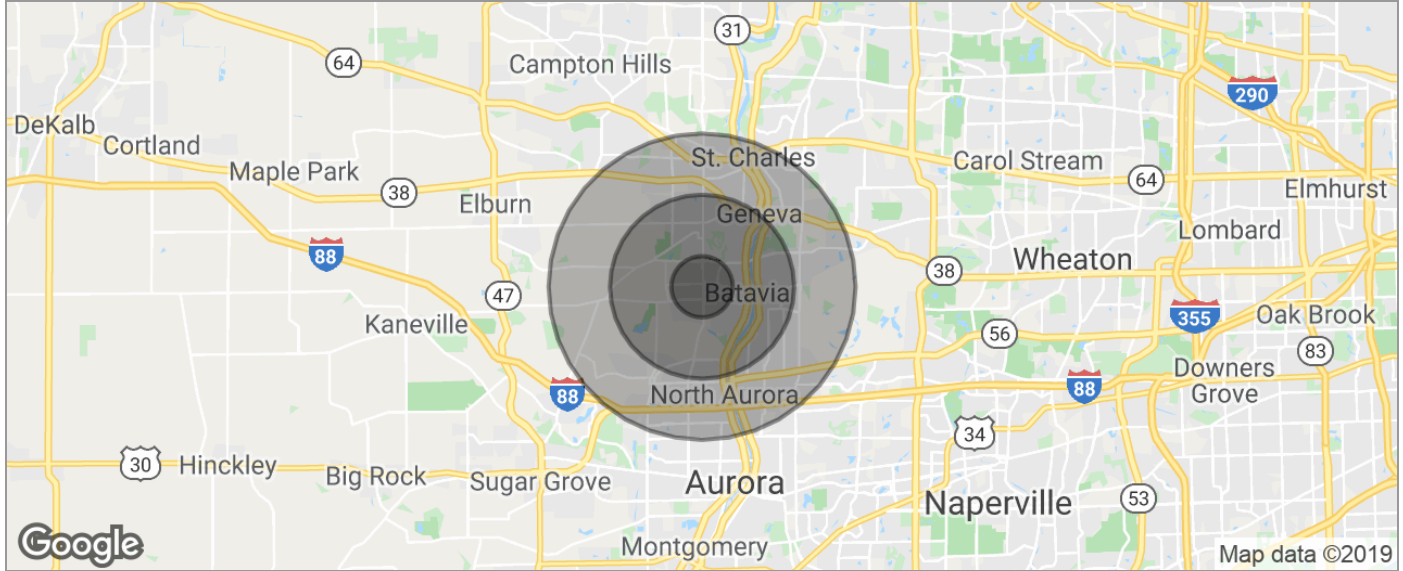 31
64
Campton Hills
290
DeKalb
Cortland
St. Charles
Carol Stream
64
Maple Park
38
Elmhurst
Elburn
Geneva
Lombard
88
Wheaton
38
47
Batavia
355
Oak Brook
Kaneville
56
83
Downers
Grove
88
North Aurora
88
34
30
Hinckley
Big Rock
Sugar Grove
Aurora
Naperville
53
Montgomery
Google
Map data ©2019